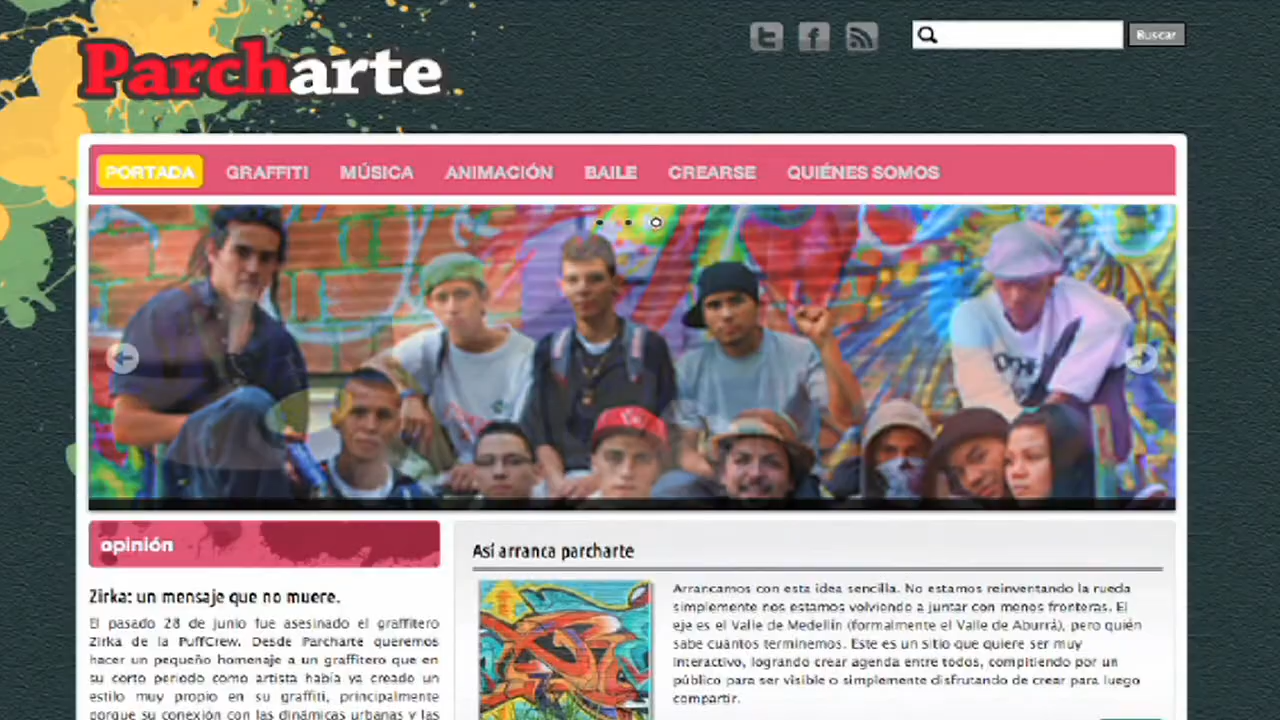 Parcharte
Buscar
PORTADA GRAFFITI MÚSICA ANIMACIÓN BAILE CREARSE QUIÉNES SOMOS
opinión
Zirka: un mensaje que no muere.
El pasado 28 de junio fue asesinado el graffitero
Zirka de la PuffCrew. Desde Parcharte queremos
hacer un pequeño homenaje a un graffitero que en
su corto periodo como artista había ya creado un
estilo muy propio en su graffiti, principalmente
porque su conexión con las dinámicas urbanas y las
Así arranca parcharte
Arrancamos con esta idea sencilla. No estamos reinventando la rueda
simplemente nos estamos volviendo a juntar con menos fronteras. El
eje es el Valle de Medellín (formalmente el Valle de Aburrá), pero quién
sabe cuántos terminemos. Este es un sitio que quiere ser muy
interactivo, logrando crear agenda entre todos, compitiendo por un
público para ser visible o simplemente disfrutando de crear para luego
compartir.